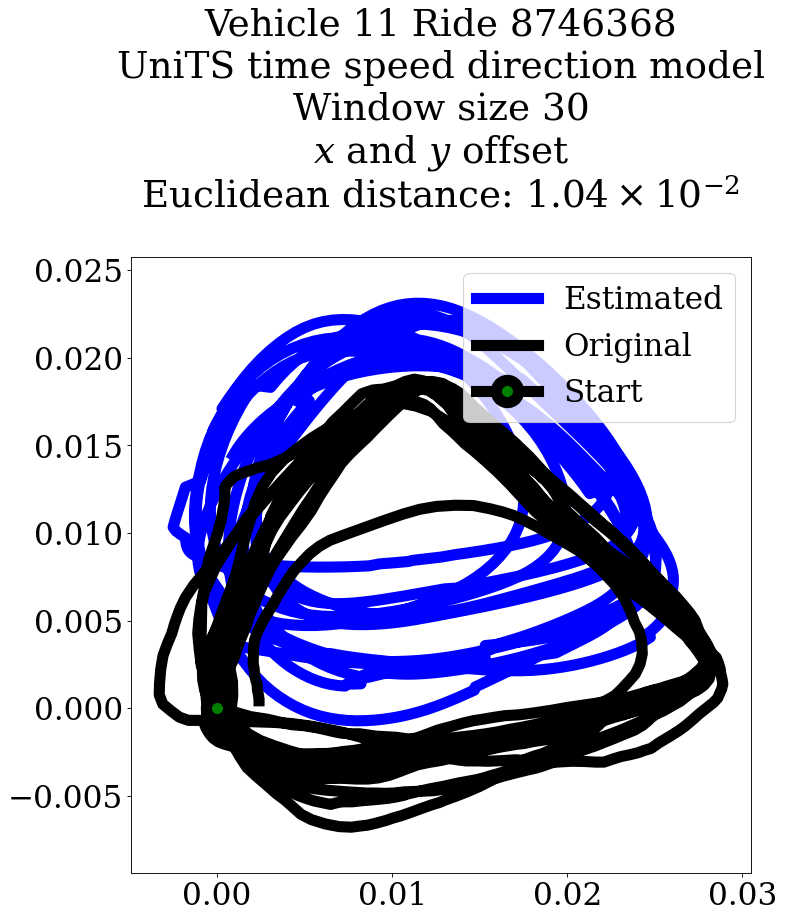 Vehicle 11 Ride 8746368
UniTS time speed direction model
Window size 30
x and y offset
Euclidean distance: 1.04 × 10⁻²
0.025
0.020
0.015
0.010
0.005
0.000
−0.005
Estimated
Original
Start
0.00 0.01 0.02 0.03